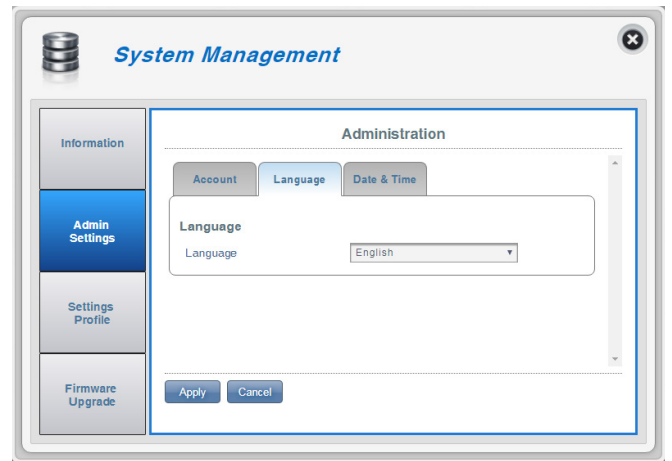 System Management
Information
Admin
Settings
Settings
Profile
Firmware
Upgrade
Administration
Account
Language
Date & Time
Language
Language
English
Apply
Cancel